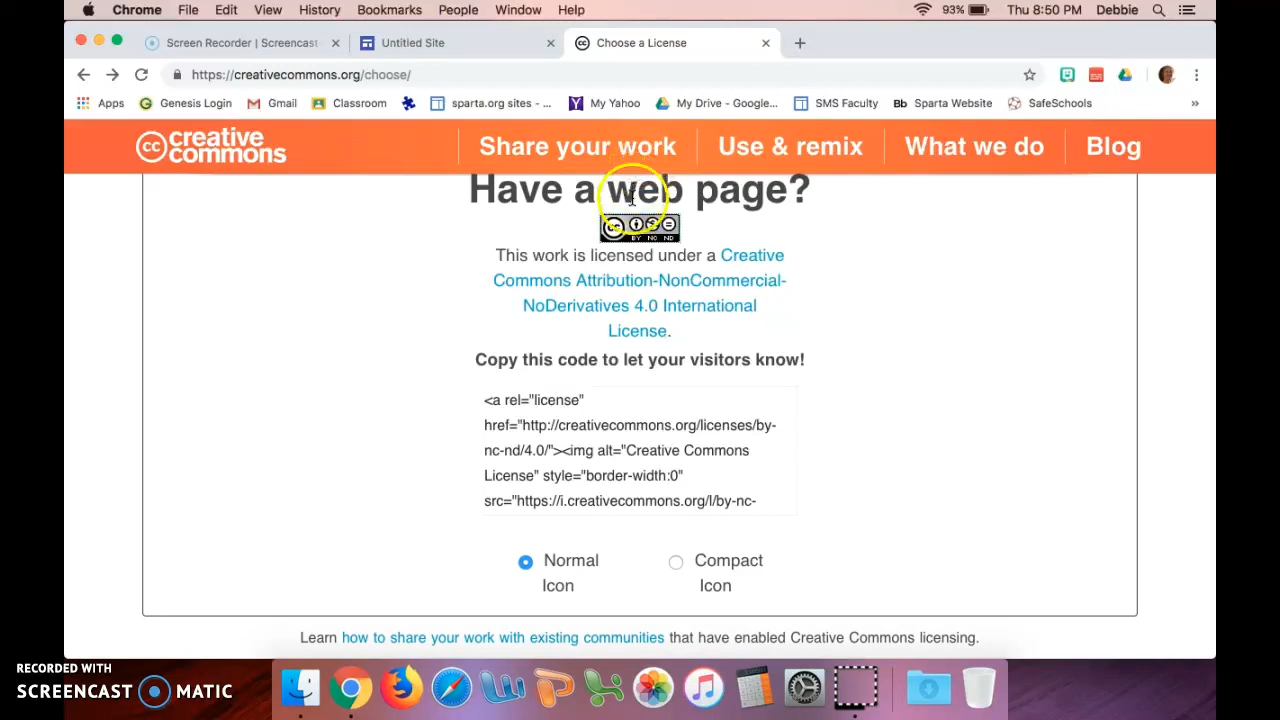 Chrome File Edit View History Bookmarks People Window Help 93% Thu 8:50 PM Debbie
Screen Recorder | Screencast Untitled Site Choose a License
https://creativecommons.org/choose/
Apps Genesis Login Gmail Classroom sparta.org sites - ... My Yahoo My Drive - Google... SMS Faculty Bb Sparta Website SafeSchools »
cc creative commons Share your work Use & remix What we do Blog
Have a web page?
cc BY NC ND
This work is licensed under a Creative
Commons Attribution-NonCommercial-
NoDerivatives 4.0 International
License.
Copy this code to let your visitors know!
<a rel="license"
href="http://creativecommons.org/licenses/by-
nc-nd/4.0/"><img alt="Creative Commons
License" style="border-width:0"
src="https://i.creativecommons.org/l/by-nc-
Normal Compact
Icon Icon
Learn how to share your work with existing communities that have enabled Creative Commons licensing.
RECORDED WITH
SCREENCAST MATIC